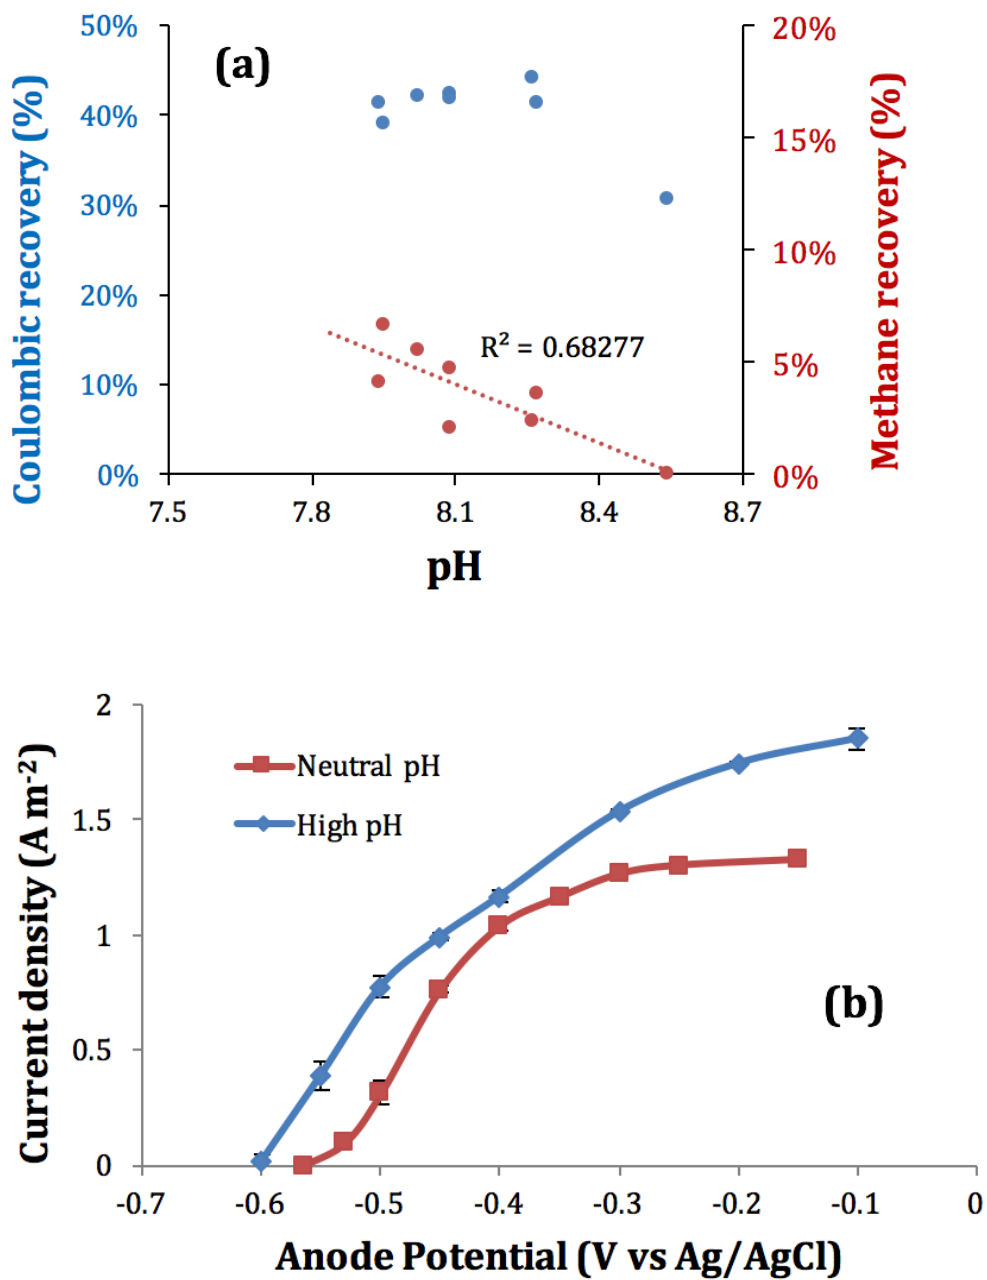 (a)
Coulombic recovery (%)
50%
40%
30%
20%
10%
0%
Methane recovery (%)
20%
15%
10%
5%
0%
R² = 0.68277
7.5 7.8 8.1 8.4 8.7
pH
Current density (A m⁻²)
2
1.5
1
0.5
0
Neutral pH
High pH
(b)
-0.7 -0.6 -0.5 -0.4 -0.3 -0.2 -0.1 0
Anode Potential (V vs Ag/AgCl)